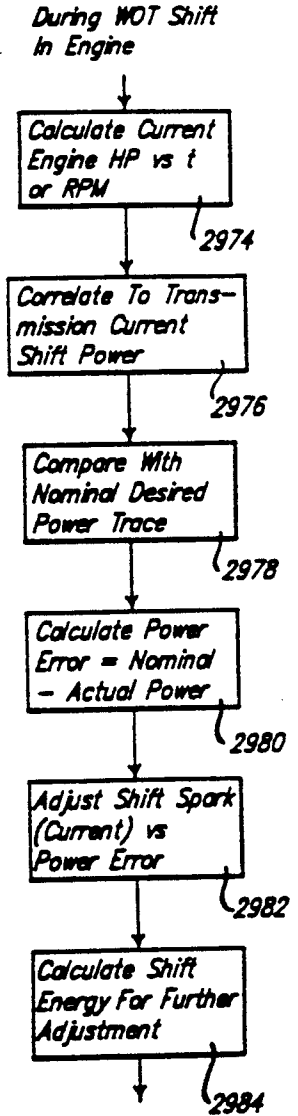 During WOT Shift
In Engine
Calculate Current
Engine HP vs t
or RPM
2974
Correlate To Trans-
mission Current
Shift Power
2976
Compare With
Nominal Desired
Power Trace
2978
Calculate Power
Error = Nominal
- Actual Power
2980
Adjust Shift Spark
(Current) vs
Power Error
2982
Calculate Shift
Energy For Further
Adjustment
2984